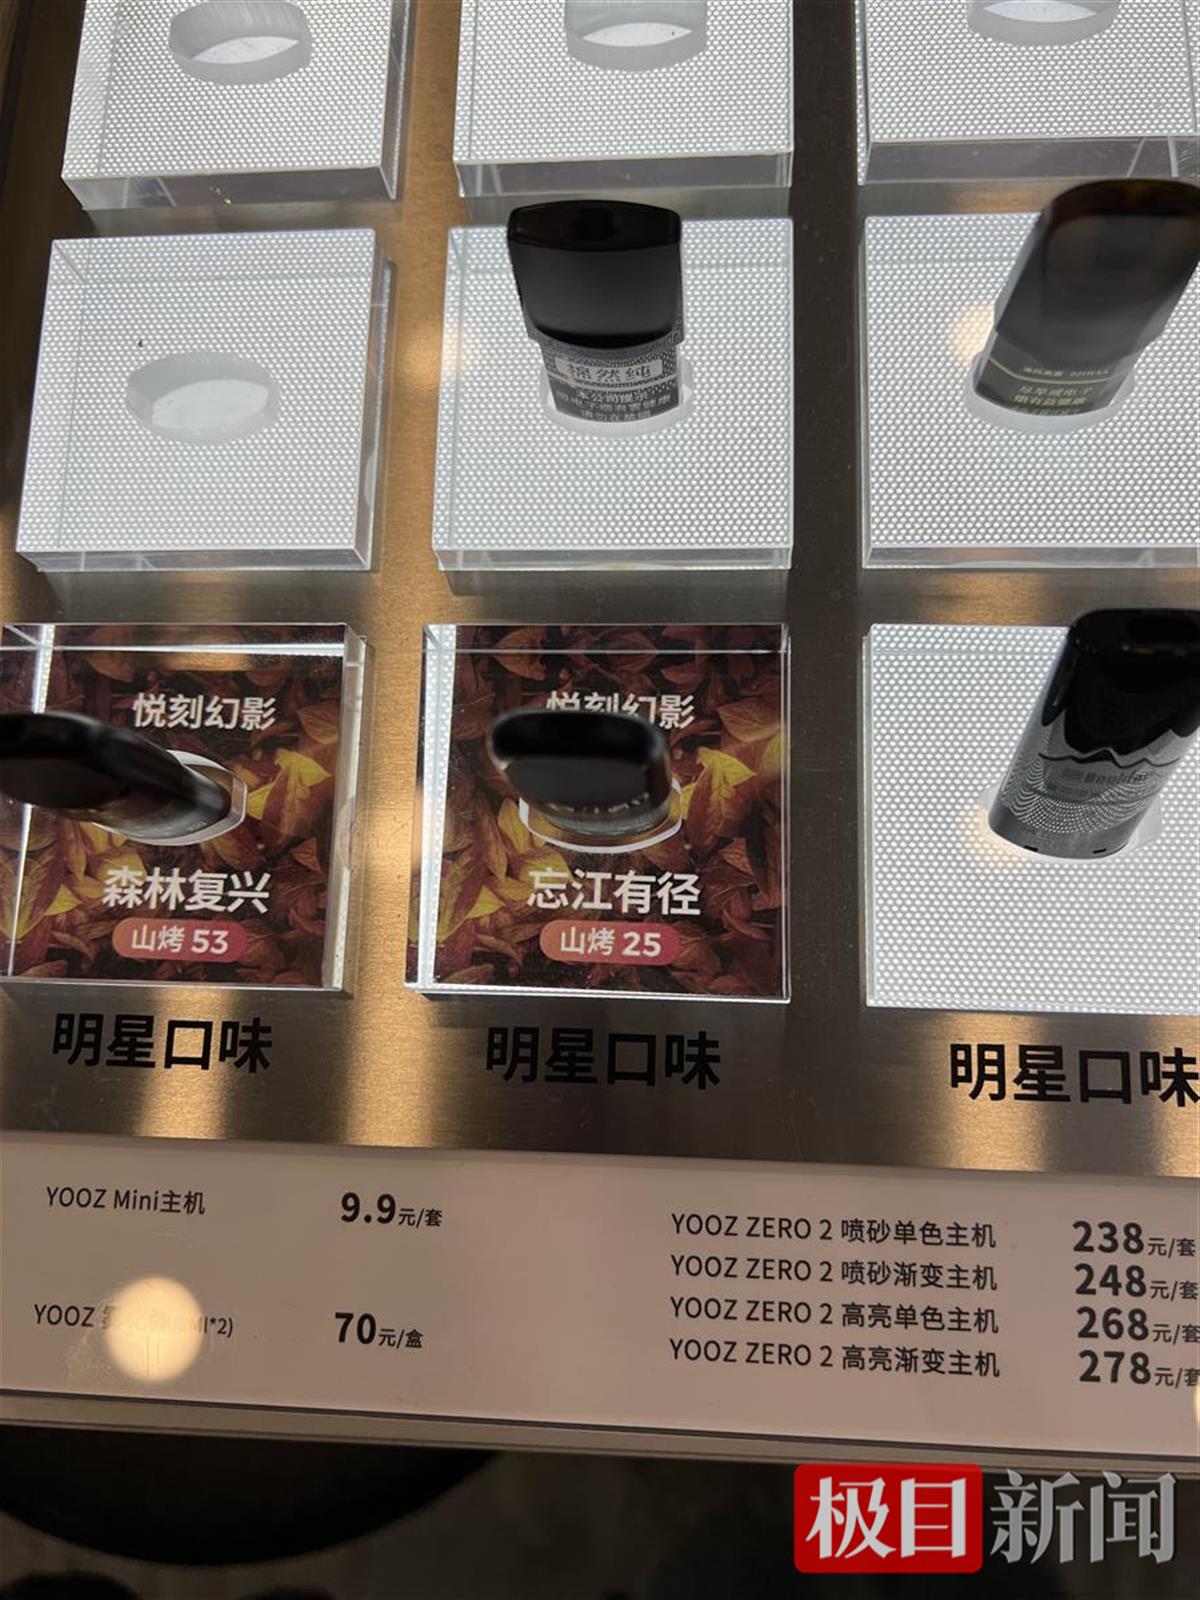 悦刻幻影
森林复兴
山烤 53
悦刻幻影
忘江有径
山烤 25
明星口味
明星口味
明星口味
YOOZ Mini主机 9.9元/套
YOOZ 70元/盒
YOOZ ZERO 2 喷砂单色主机 238元/套
YOOZ ZERO 2 喷砂渐变主机 248元/套
YOOZ ZERO 2 高亮单色主机 268元/套
YOOZ ZERO 2 高亮渐变主机 278元/套
极目新闻